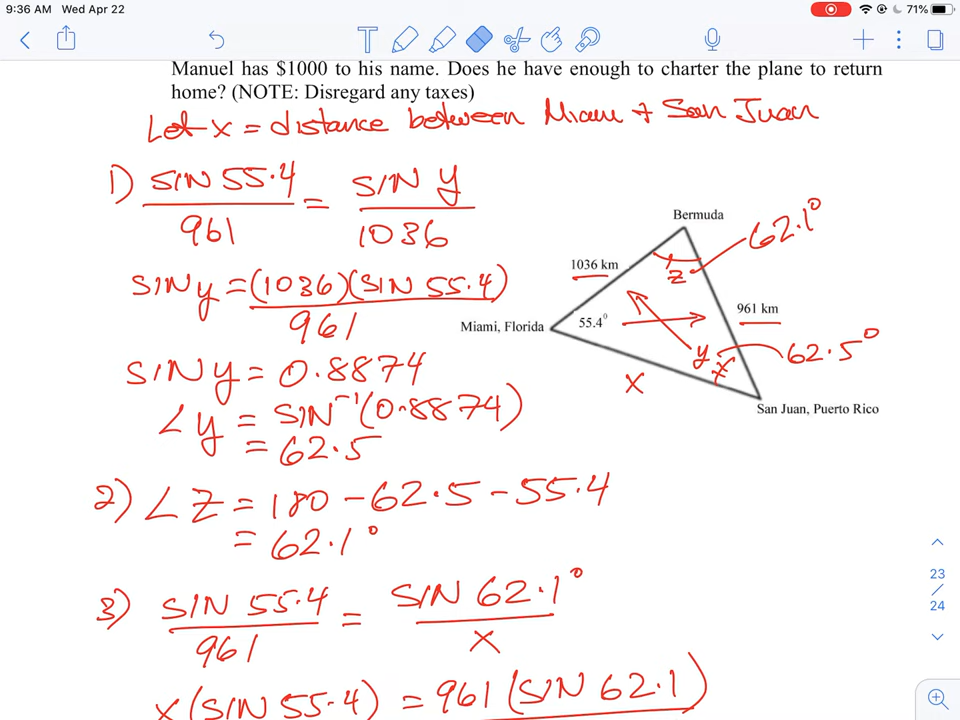 9:36 AM Wed Apr 22
71%
Manuel has $1000 to his name. Does he have enough to charter the plane to return
home? (NOTE: Disregard any taxes)
Let x = distance between Miami + San Juan
1) SIN 55.4 / 961 = SIN y / 1036
SIN y = (1036)(SIN 55.4) / 961
SIN y = 0.8874
∠y = SIN⁻¹(0.8874)
= 62.5
2) ∠Z = 180 - 62.5 - 55.4
= 62.1°
3) SIN 55.4 / 961 = SIN 62.1° / x
x (SIN 55.4) = 961 (SIN 62.1)
Bermuda
62.1°
1036 km
z
961 km
Miami, Florida
55.4°
y
62.5°
x
San Juan, Puerto Rico
23
/
24